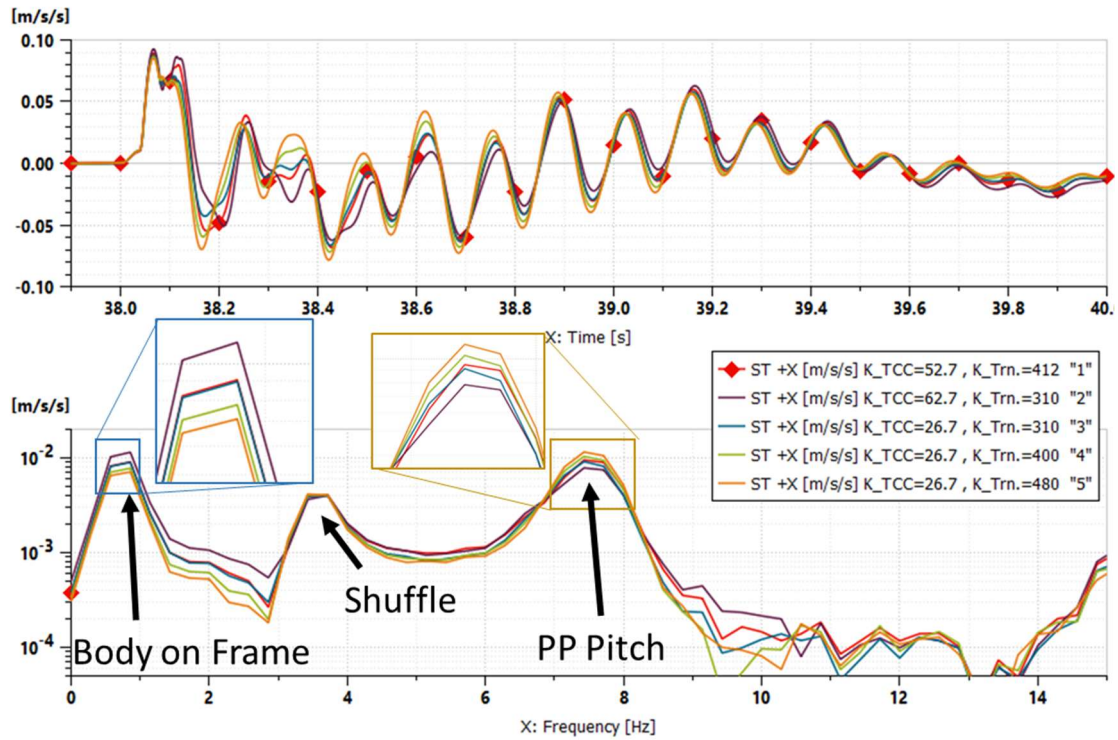 [m/s/s]
0.10
0.05
0.00
-0.05
-0.10
38.0 38.2 38.4 38.6 38.8 39.0 39.2 39.4 39.6 39.8 40.
X: Time [s]
ST +X [m/s/s] K_TCC=52.7 , K_Trn.=412 "1"
ST +X [m/s/s] K_TCC=62.7 , K_Trn.=310 "2"
ST +X [m/s/s] K_TCC=26.7 , K_Trn.=310 "3"
ST +X [m/s/s] K_TCC=26.7 , K_Trn.=400 "4"
ST +X [m/s/s] K_TCC=26.7 , K_Trn.=480 "5"
[m/s/s]
10-2
10-3
10-4
Shuffle
Body on Frame
PP Pitch
0 2 4 6 8 10 12 14
X: Frequency [Hz]